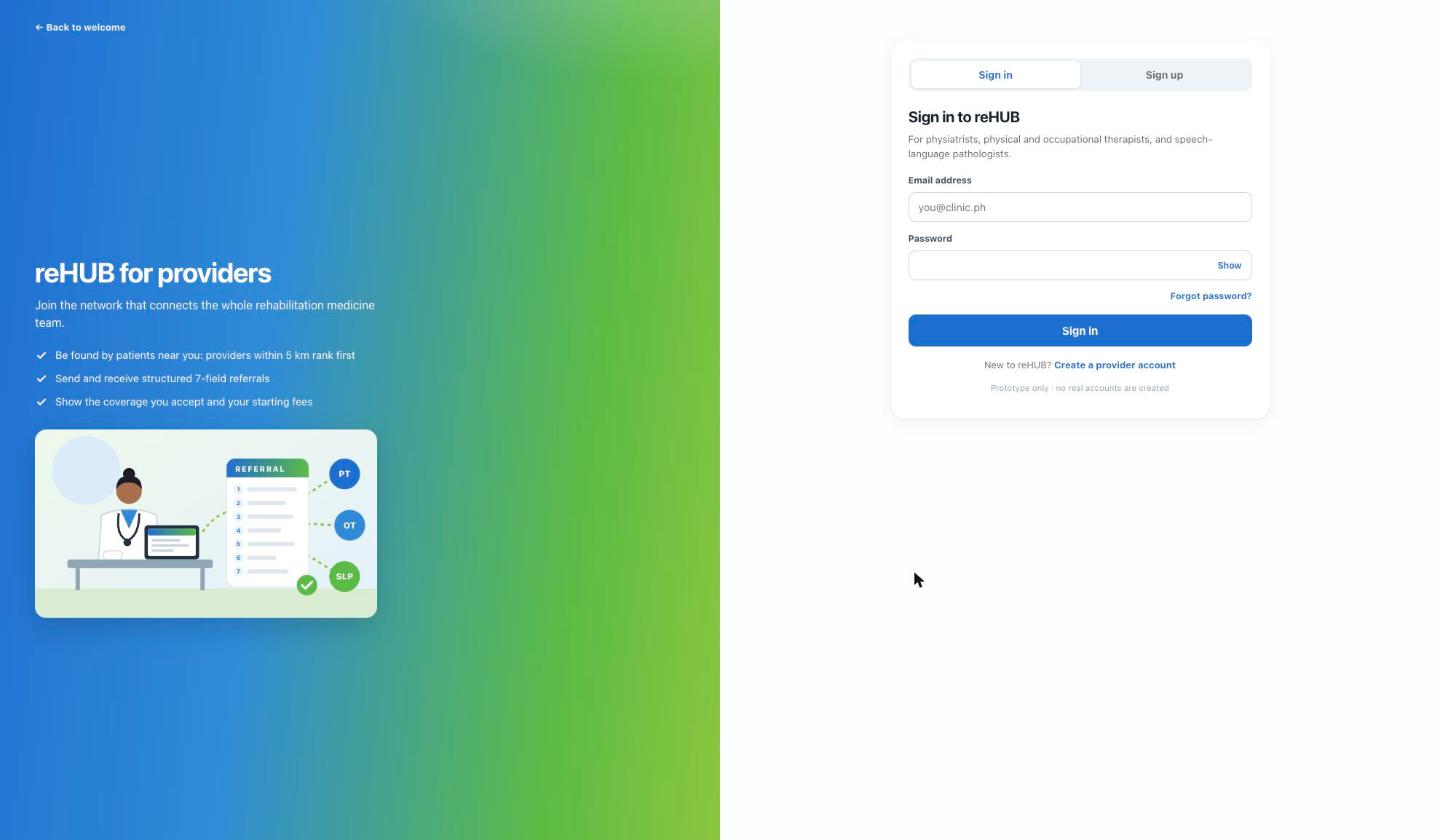 ← Back to welcome
reHUB for providers
Join the network that connects the whole rehabilitation medicine
team.
Be found by patients near you: providers within 5 km rank first
Send and receive structured 7-field referrals
Show the coverage you accept and your starting fees
REFERRAL
1
2
3
4
5
6
7
PT
OT
SLP
Sign in
Sign up
Sign in to reHUB
For physiatrists, physical and occupational therapists, and speech-
language pathologists.
Email address
you@clinic.ph
Password
Show
Forgot password?
Sign in
New to reHUB? Create a provider account
Prototype only · no real accounts are created